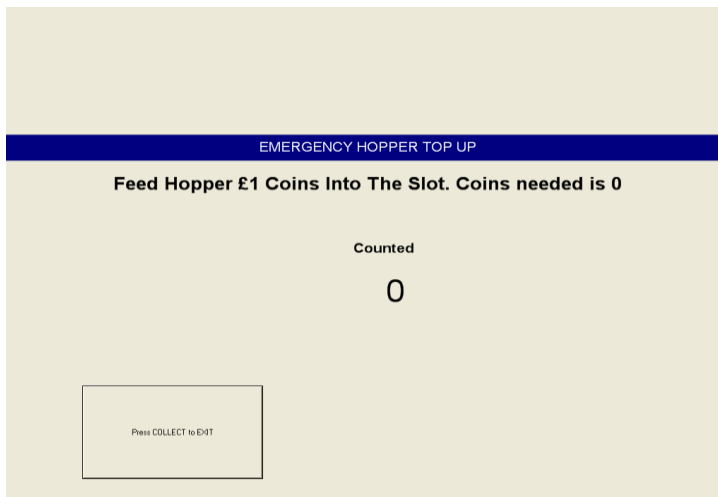 EMERGENCY HOPPER TOP UP
Feed Hopper £1 Coins Into The Slot. Coins needed is 0
Counted
0
Press COLLECT to EXIT